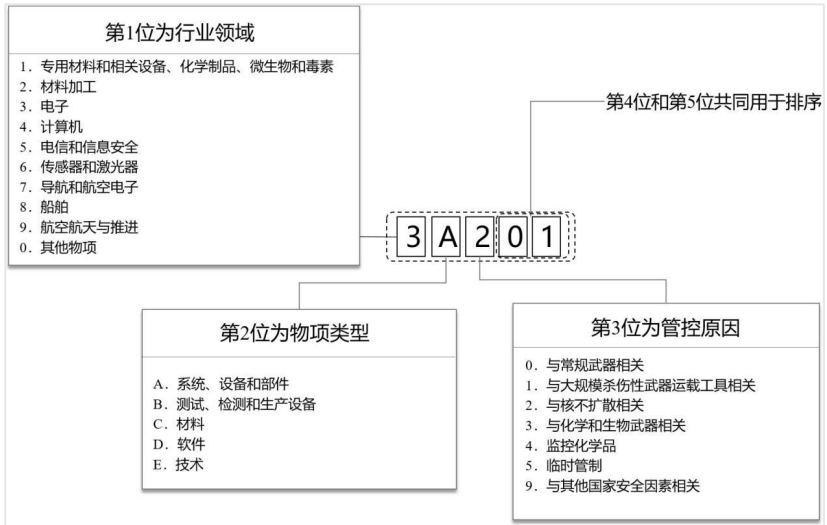 第1位为行业领域
1. 专用材料和相关设备、化学制品、微生物和毒素
2. 材料加工
3. 电子
4. 计算机
5. 电信和信息安全
6. 传感器和激光器
7. 导航和航空电子
8. 船舶
9. 航空航天与推进
0. 其他物项
第4位和第5位共同用于排序
3 A 2 0 1
第2位为物项类型
A. 系统、设备和部件
B. 测试、检测和生产设备
C. 材料
D. 软件
E. 技术
第3位为管控原因
0. 与常规武器相关
1. 与大规模杀伤性武器运载工具相关
2. 与核不扩散相关
3. 与化学和生物武器相关
4. 监控化学品
5. 临时管制
9. 与其他国家安全因素相关